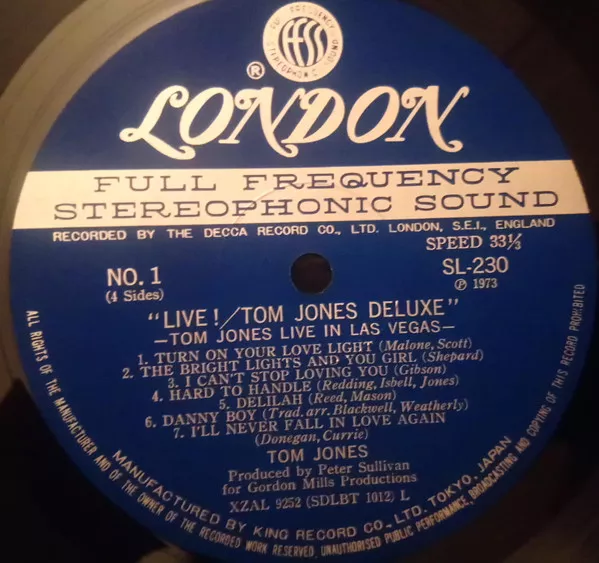 FULL FREQUENCY
ffss
STEREOPHONIC SOUND
®
LONDON
FULL FREQUENCY
STEREOPHONIC SOUND
RECORDED BY THE DECCA RECORD CO., LTD. LONDON, S.E.I., ENGLAND
SPEED 33⅓
NO. 1
(4 Sides)
SL-230
℗ 1973
"LIVE!/TOM JONES DELUXE"
—TOM JONES LIVE IN LAS VEGAS—
1. TURN ON YOUR LOVE LIGHT (Malone, Scott)
2. THE BRIGHT LIGHTS AND YOU GIRL (Shepard)
3. I CAN'T STOP LOVING YOU (Gibson)
4. HARD TO HANDLE (Redding, Isbell, Jones)
5. DELILAH (Reed, Mason)
6. DANNY BOY (Trad. arr. Blackwell, Weatherly)
7. I'LL NEVER FALL IN LOVE AGAIN
(Donegan, Currie)
TOM JONES
Produced by Peter Sullivan
for Gordon Mills Productions
XZAL 9252 (SDLBT 1012) L
MANUFACTURED BY KING RECORD CO.—LTD. TOKYO, JAPAN
ALL RIGHTS OF THE MANUFACTURER AND OF THE OWNER OF THE RECORDED WORK RESERVED, UNAUTHORISED PUBLIC PERFORMANCE, BROADCASTING AND COPYING OF THIS RECORD PROHIBITED